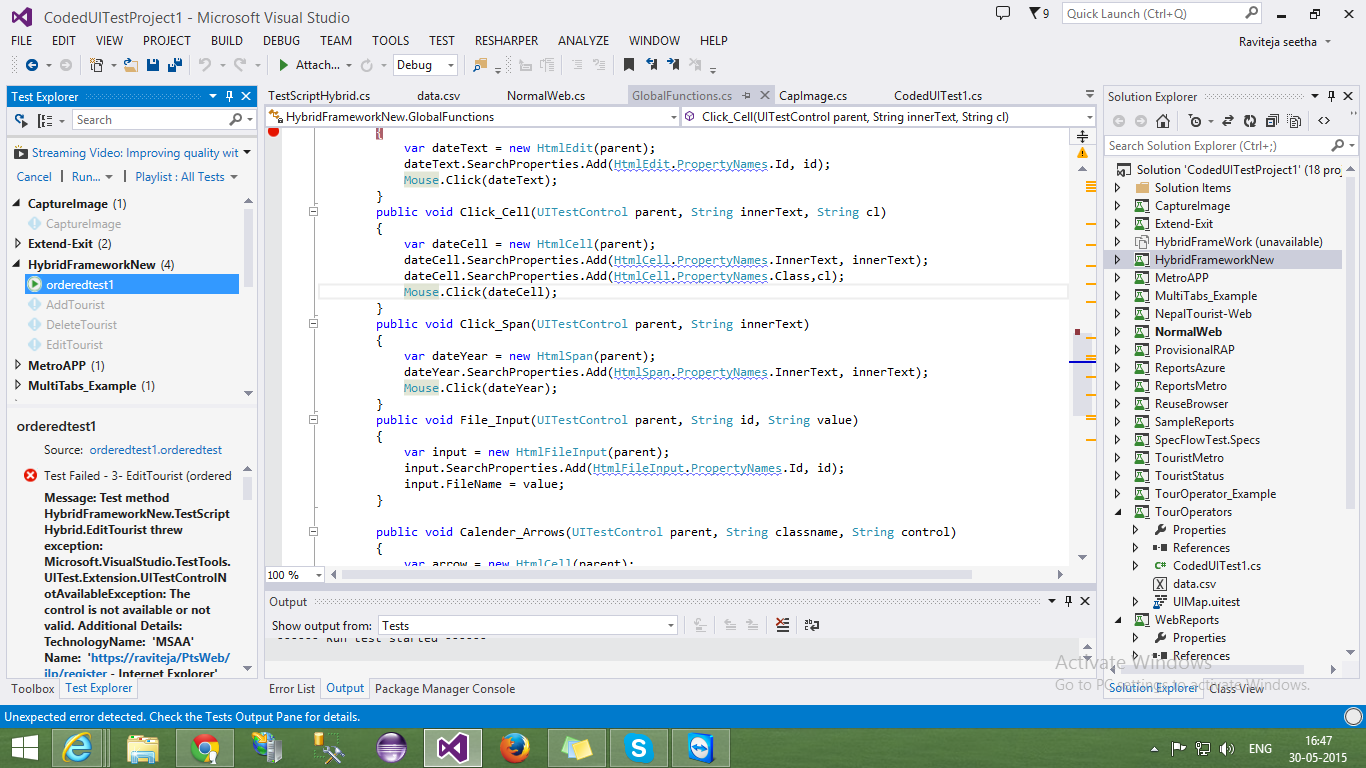 CodedUITestProject1 - Microsoft Visual Studio
9
Quick Launch (Ctrl+Q)
FILE EDIT VIEW PROJECT BUILD DEBUG TEAM TOOLS TEST RESHARPER ANALYZE WINDOW HELP
Raviteja seetha
Attach...
Debug
Test Explorer
Search
Streaming Video: Improving quality wit
Cancel
Run...
Playlist : All Tests
CaptureImage (1)
CaptureImage
Extend-Exit (2)
HybridFrameworkNew (4)
orderedtest1
AddTourist
DeleteTourist
EditTourist
MetroAPP (1)
MultiTabs_Example (1)
orderedtest1
Source: orderedtest1.orderedtest
Test Failed - 3- EditTourist (ordered
Message: Test method
HybridFrameworkNew.TestScript
Hybrid.EditTourist threw
exception:
Microsoft.VisualStudio.TestTools.
UITest.Extension.UITestControlN
otAvailableException: The
control is not available or not
valid. Additional Details:
TechnologyName: 'MSAA'
Name: 'https://raviteja/PtsWeb/
ilp/register - Internet Explorer'
Toolbox
Test Explorer
TestScriptHybrid.cs
data.csv
NormalWeb.cs
GlobalFunctions.cs
CapImage.cs
CodedUITest1.cs
HybridFrameworkNew.GlobalFunctions
Click_Cell(UITestControl parent, String innerText, String cl)
{
var dateText = new HtmlEdit(parent);
dateText.SearchProperties.Add(HtmlEdit.PropertyNames.Id, id);
Mouse.Click(dateText);
}
public void Click_Cell(UITestControl parent, String innerText, String cl)
{
var dateCell = new HtmlCell(parent);
dateCell.SearchProperties.Add(HtmlCell.PropertyNames.InnerText, innerText);
dateCell.SearchProperties.Add(HtmlCell.PropertyNames.Class,cl);
Mouse.Click(dateCell);
}
public void Click_Span(UITestControl parent, String innerText)
{
var dateYear = new HtmlSpan(parent);
dateYear.SearchProperties.Add(HtmlSpan.PropertyNames.InnerText, innerText);
Mouse.Click(dateYear);
}
public void File_Input(UITestControl parent, String id, String value)
{
var input = new HtmlFileInput(parent);
input.SearchProperties.Add(HtmlFileInput.PropertyNames.Id, id);
input.FileName = value;
}
public void Calender_Arrows(UITestControl parent, String classname, String control)
{
var arrow = new HtmlCell(parent);
100 %
Output
Show output from:
Tests
------ Run test started ------
Error List
Output
Package Manager Console
Solution Explorer
Search Solution Explorer (Ctrl+;)
Solution 'CodedUITestProject1' (18 proj
Solution Items
CaptureImage
Extend-Exit
HybridFrameWork (unavailable)
HybridFrameworkNew
MetroAPP
MultiTabs_Example
NepalTourist-Web
NormalWeb
ProvisionalRAP
ReportsAzure
ReportsMetro
ReuseBrowser
SampleReports
SpecFlowTest.Specs
TouristMetro
TouristStatus
TourOperator_Example
TourOperators
Properties
References
CodedUITest1.cs
data.csv
UIMap.uitest
WebReports
Properties
References
Activate Windows
Go to PC settings to activate Windows.
Solution Explorer
Class View
Unexpected error detected. Check the Tests Output Pane for details.
ENG
16:47
30-05-2015